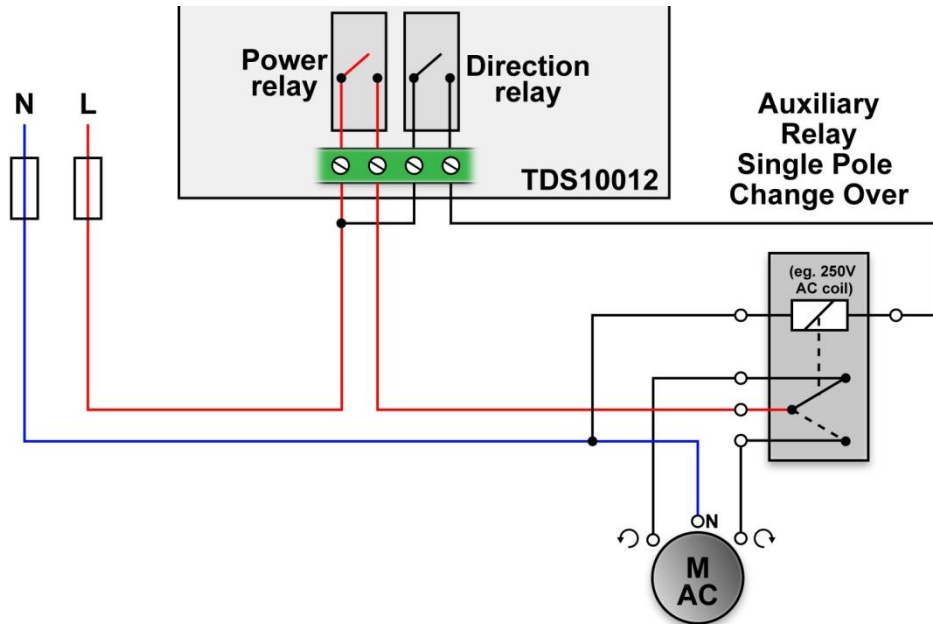 Power
relay
Direction
relay
N
L
TDS10012
Auxiliary
Relay
Single Pole
Change Over
(eg. 250V
AC coil)
N
M
AC